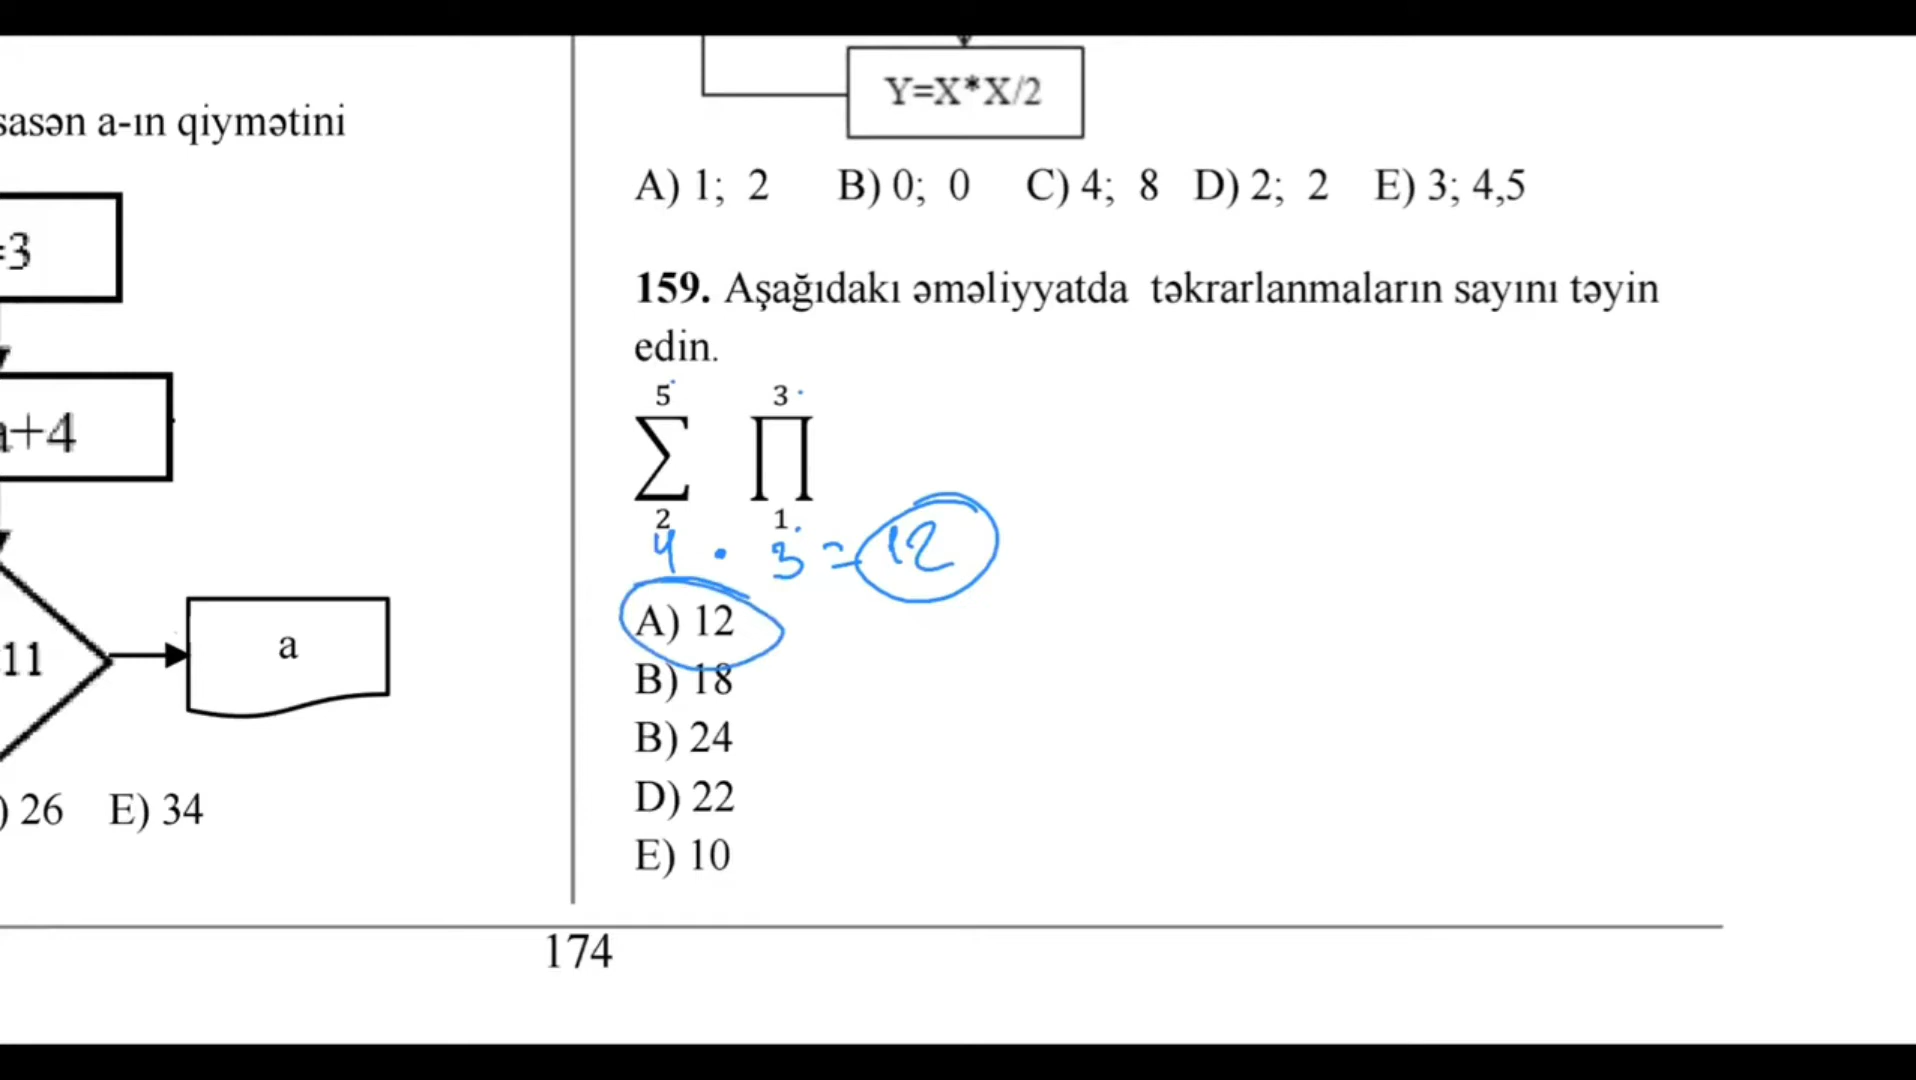 sasən a-ın qiymətini
=3
a+4
11
a
) 26 E) 34
Y=X*X/2
A) 1; 2 B) 0; 0 C) 4; 8 D) 2; 2 E) 3; 4,5
159. Aşağıdakı əməliyyatda təkrarlanmaların sayını təyin
edin.
5 3
∑ ∏
2 1
4 · 3 = 12
A) 12
B) 18
B) 24
D) 22
E) 10
174